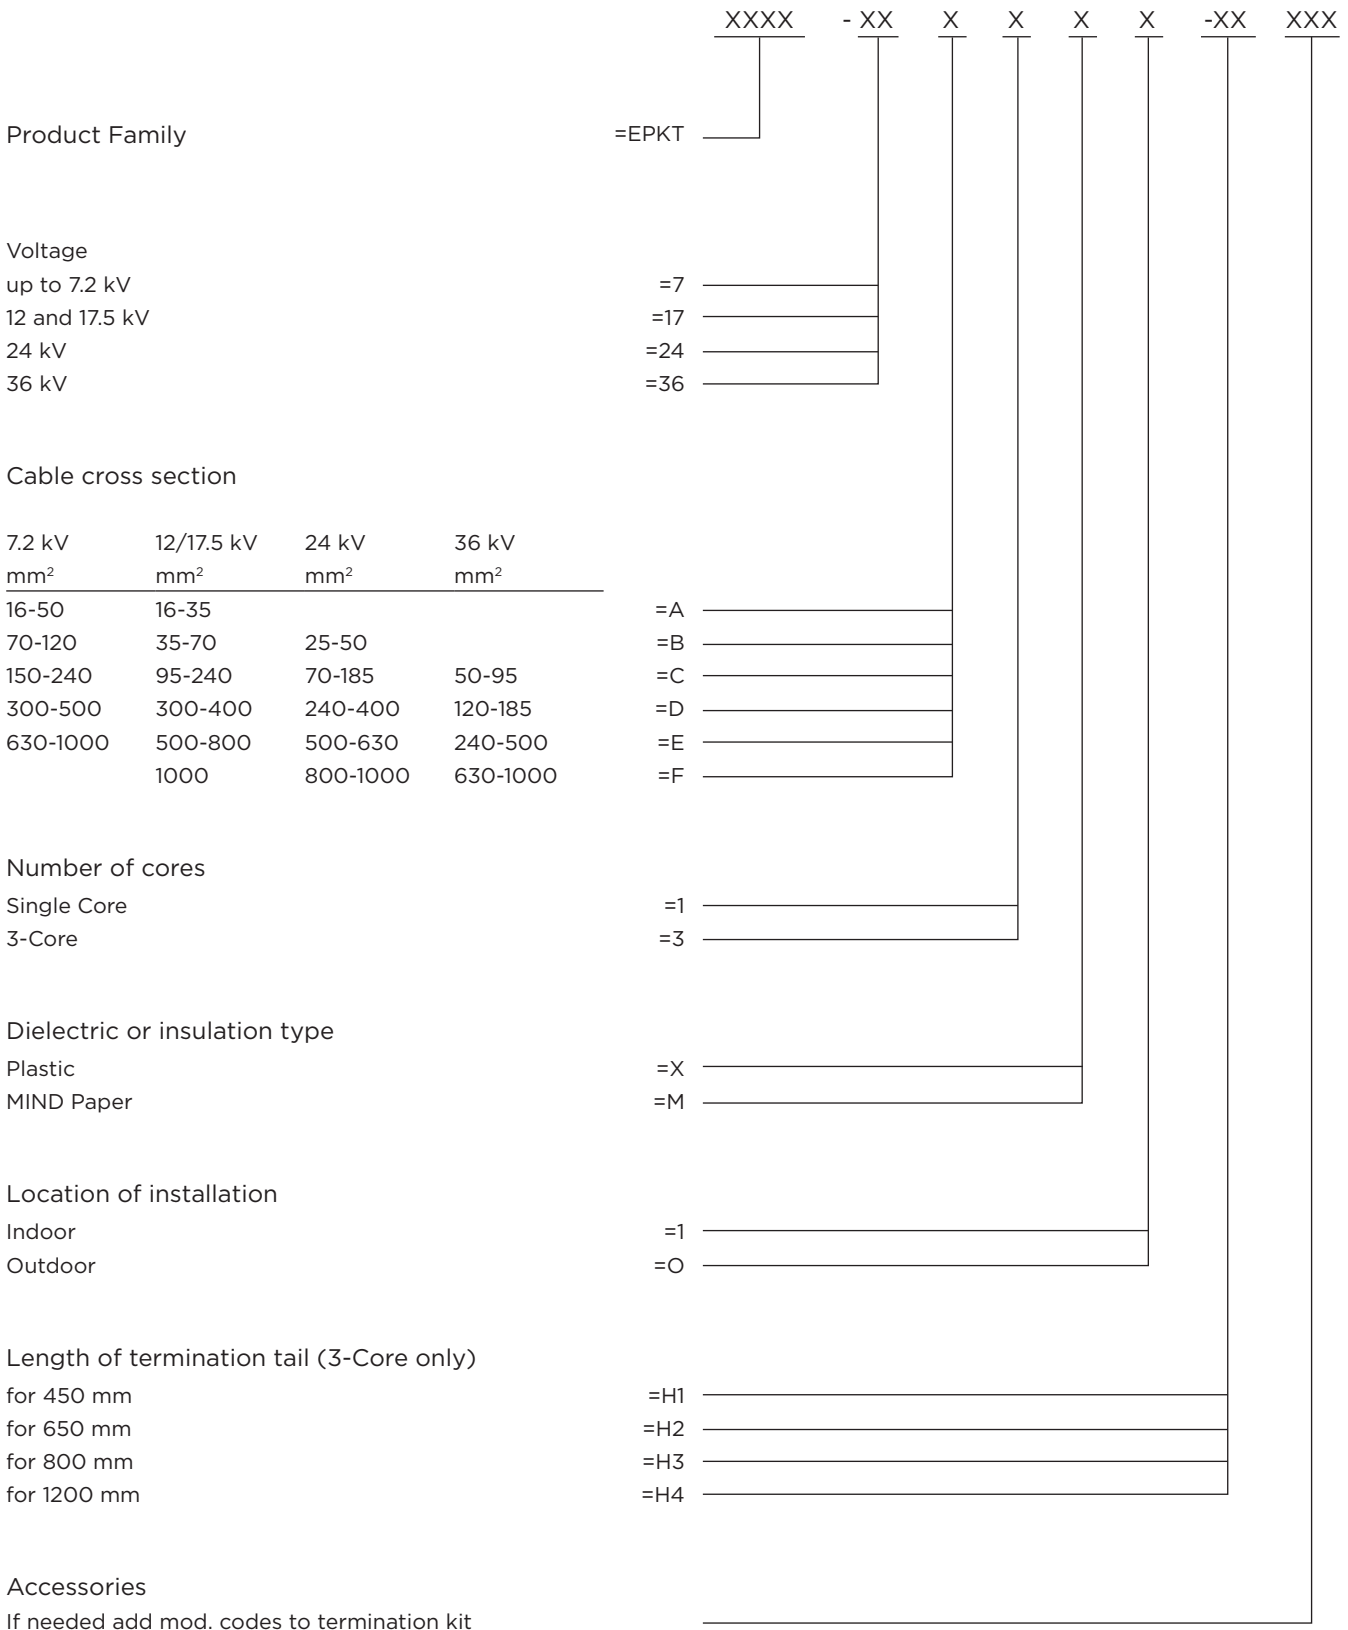 XXXX - XX X X X X -XX XXX
Product Family =EPKT
Voltage
up to 7.2 kV =7
12 and 17.5 kV =17
24 kV =24
36 kV =36
Cable cross section
7.2 kV 12/17.5 kV 24 kV 36 kV
mm² mm² mm² mm²
16-50 16-35 =A
70-120 35-70 25-50 =B
150-240 95-240 70-185 50-95 =C
300-500 300-400 240-400 120-185 =D
630-1000 500-800 500-630 240-500 =E
1000 800-1000 630-1000 =F
Number of cores
Single Core =1
3-Core =3
Dielectric or insulation type
Plastic =X
MIND Paper =M
Location of installation
Indoor =1
Outdoor =O
Length of termination tail (3-Core only)
for 450 mm =H1
for 650 mm =H2
for 800 mm =H3
for 1200 mm =H4
Accessories
If needed add mod. codes to termination kit